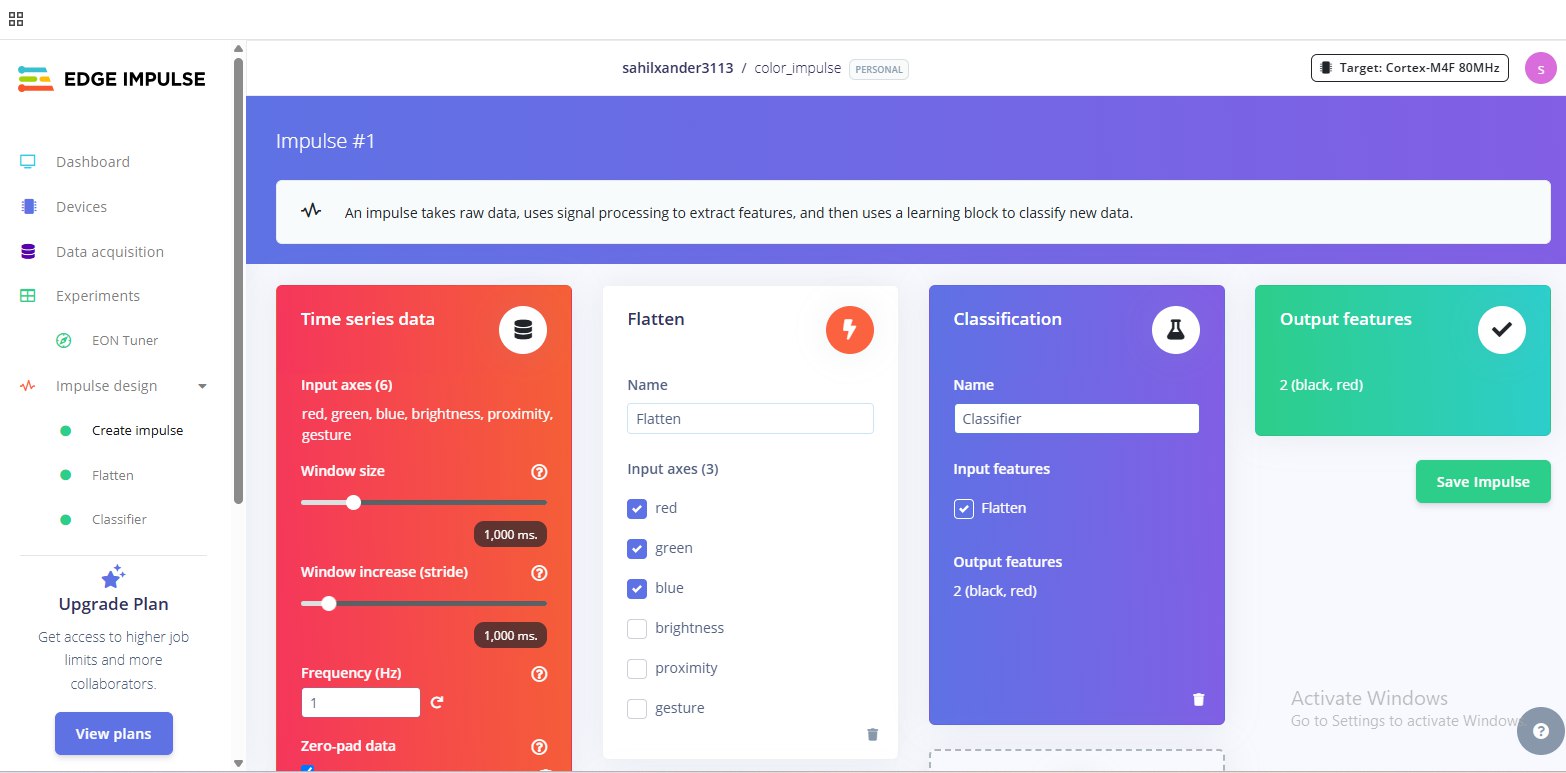 EDGE IMPULSE
sahilxander3113 / color_impulse PERSONAL
Target: Cortex-M4F 80MHz
s
Dashboard
Devices
Data acquisition
Experiments
EON Tuner
Impulse design
Create impulse
Flatten
Classifier
Upgrade Plan
Get access to higher job
limits and more
collaborators.
View plans
Impulse #1
An impulse takes raw data, uses signal processing to extract features, and then uses a learning block to classify new data.
Time series data
Input axes (6)
red, green, blue, brightness, proximity,
gesture
Window size
1,000 ms.
Window increase (stride)
1,000 ms.
Frequency (Hz)
1
Zero-pad data
Flatten
Name
Flatten
Input axes (3)
red
green
blue
brightness
proximity
gesture
Classification
Name
Classifier
Input features
Flatten
Output features
2 (black, red)
Output features
2 (black, red)
Save Impulse
Activate Windows
Go to Settings to activate Windows.